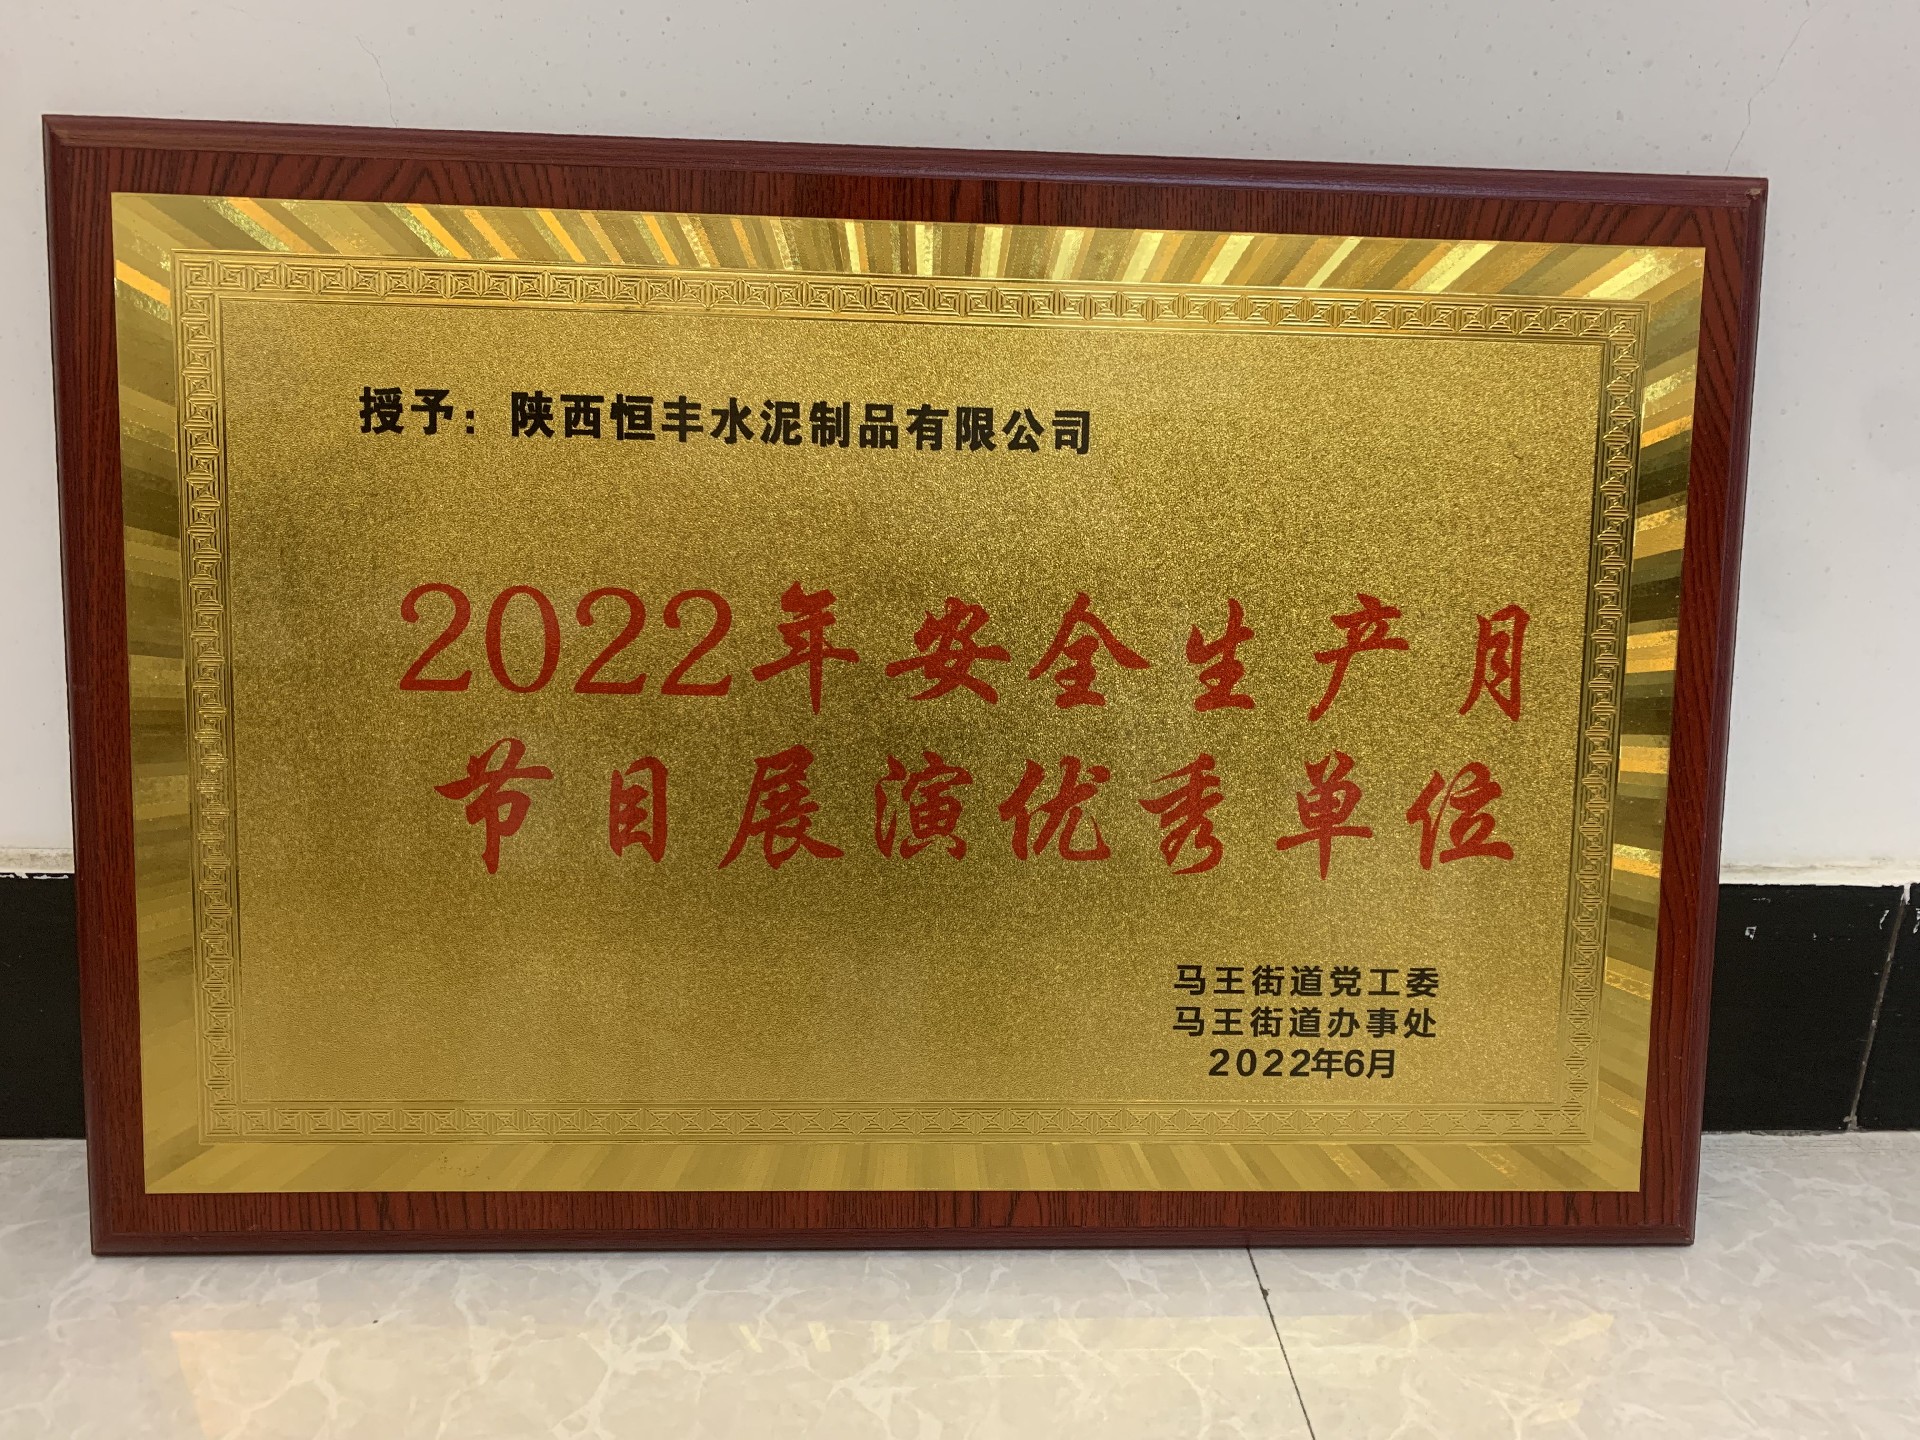 授予：陕西恒丰水泥制品有限公司
2022年安全生产月
节目展演优秀单位
马王街道党工委
马王街道办事处
2022年6月